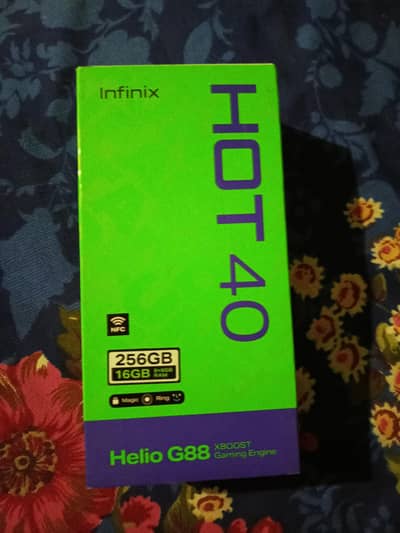 Infinix
HOT 40
NFC
256GB
16GB 8+8GB RAM
Magic Ring
Helio G88 XBOOST Gaming Engine